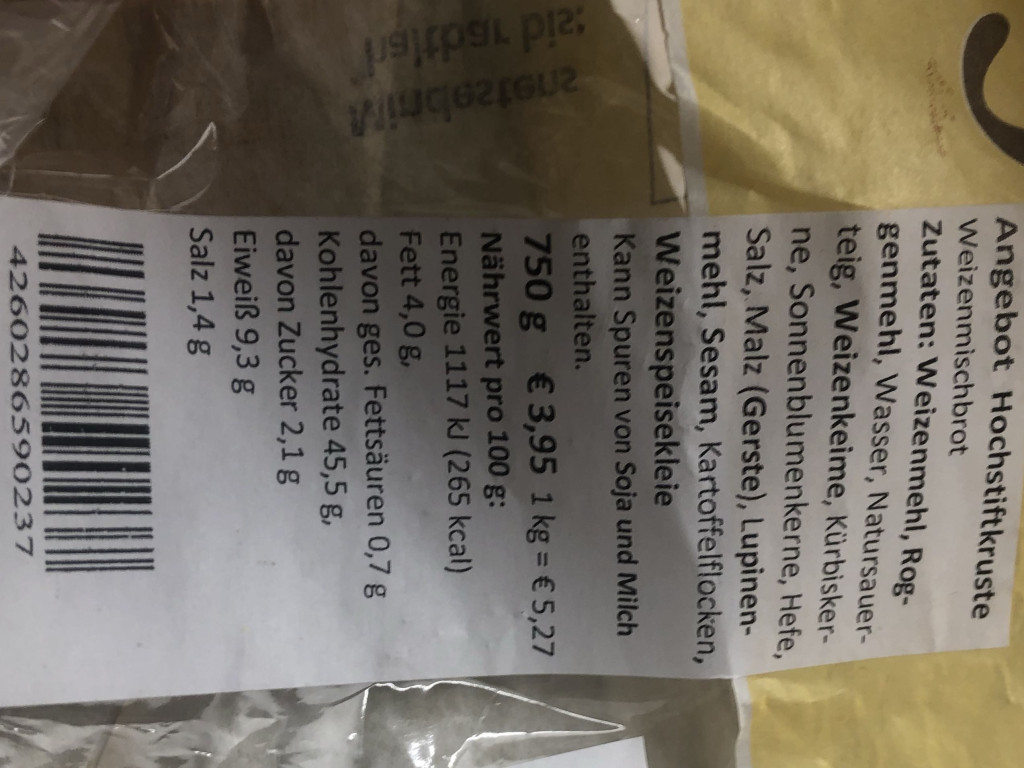 Angebot Hochstiftkruste
Weizenmischbrot
Zutaten: Weizenmehl, Rog-
genmehl, Wasser, Natursauer-
teig, Weizenkeime, Kürbisker-
ne, Sonnenblumenkerne, Hefe,
Salz, Malz (Gerste), Lupinen-
mehl, Sesam, Kartoffelflocken,
Weizenspeisekleie
Kann Spuren von Soja und Milch
enthalten.
750 g € 3,95 1 kg = € 5,27
Nährwert pro 100 g:
Energie 1117 kJ (265 kcal)
Fett 4,0 g,
davon ges. Fettsäuren 0,7 g
Kohlenhydrate 45,5 g,
davon Zucker 2,1 g
Eiweiß 9,3 g
Salz 1,4 g
4260286590237
Mindestens
haltbar bis: